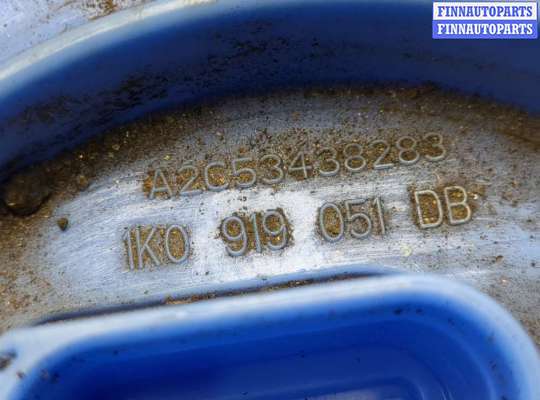 FINNAUTOPARTS
FINNAUTOPARTS
A2C53438283
1K0 919 051 DB